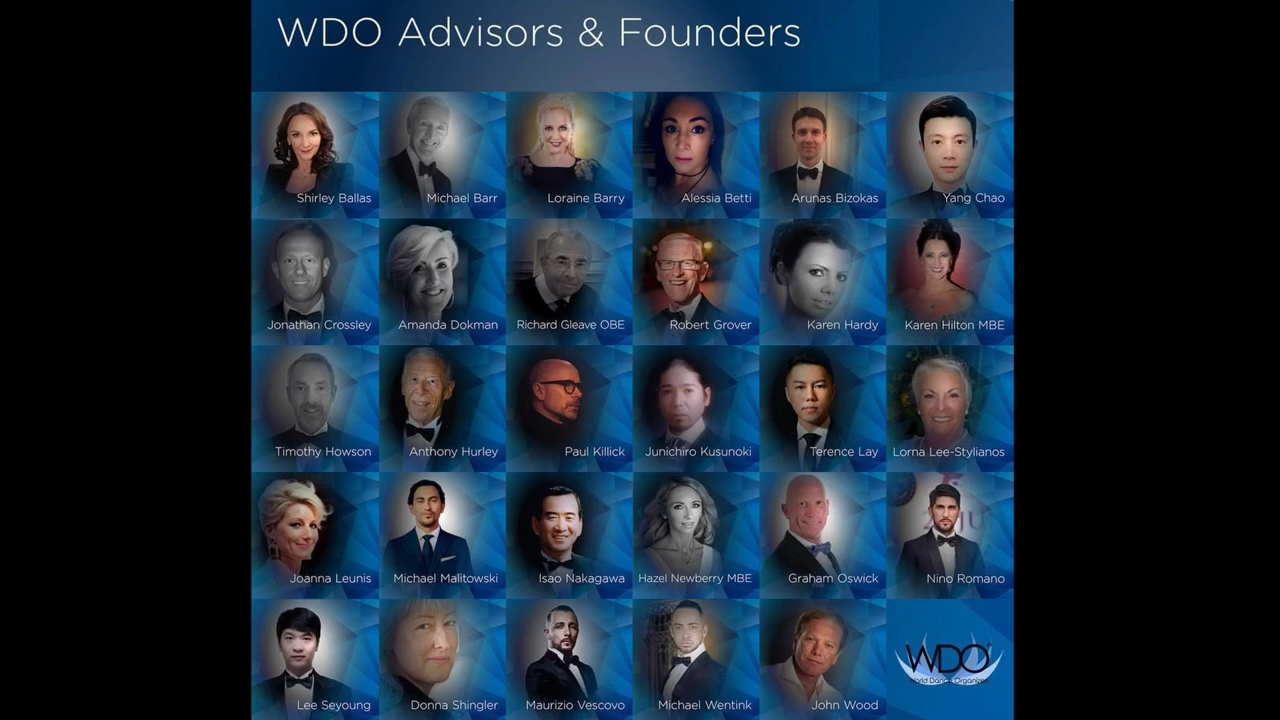 WDO Advisors & Founders
Shirley Ballas
Michael Barr
Loraine Barry
Alessia Betti
Arunas Bizokas
Yang Chao
Jonathan Crossley
Amanda Dokman
Richard Gleave OBE
Robert Grover
Karen Hardy
Karen Hilton MBE
Timothy Howson
Anthony Hurley
Paul Killick
Junichiro Kusunoki
Terence Lay
Lorna Lee-Stylianos
Joanna Leunis
Michael Malitowski
Isao Nakagawa
Hazel Newberry MBE
Graham Oswick
Nino Romano
Lee Seyoung
Donna Shingler
Maurizio Vescovo
Michael Wentink
John Wood
WDO
World Dance